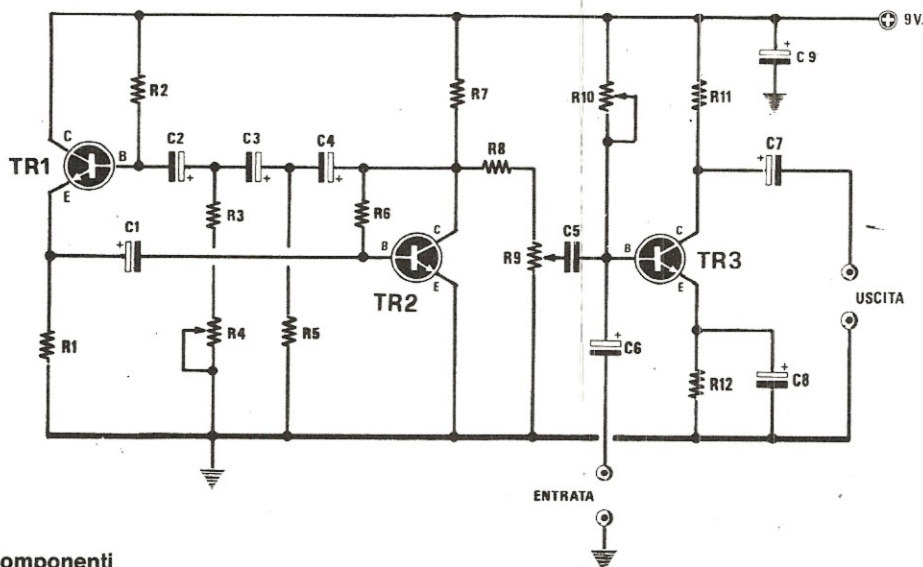 9V.
C9
R2
R7
R10
R11
C
C2
C3
C4
C7
R8
TR1
B
E
R3
R6
C
C
C1
B
R9
C5
B
TR3
TR2
E
E
USCITA
R1
R4
R5
C6
R12
C8
ENTRATA
omponenti
+
+
+
+
+
+
+
+
+